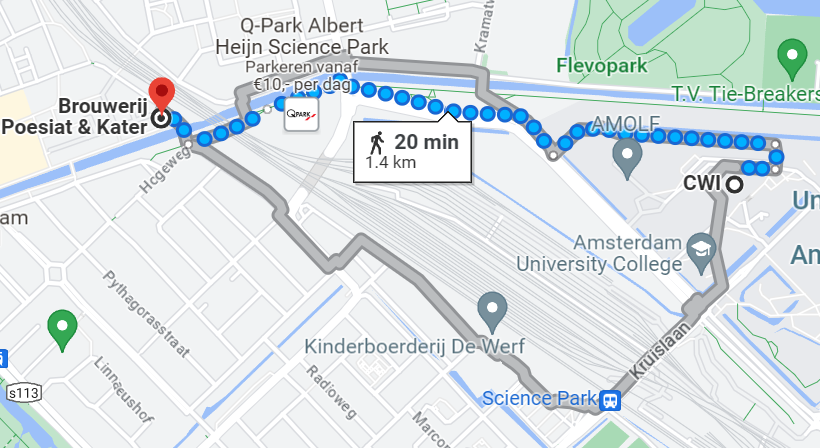 Q-Park Albert
Heijn Science Park
Parkeren vanaf
€10,- per dag
Flevopark
T.V. Tie-Breakers
Brouwerij
Poesiat & Kater
QPARK
A
20 min
1.4 km
AMOLF
CWI
Hogeweg
Un
Am
am
Amsterdam
University College
Pythagorasstraat
Kinderboerderij De Werf
Kruislaan
Linnaeushof
s113
Radioweg
Science Park